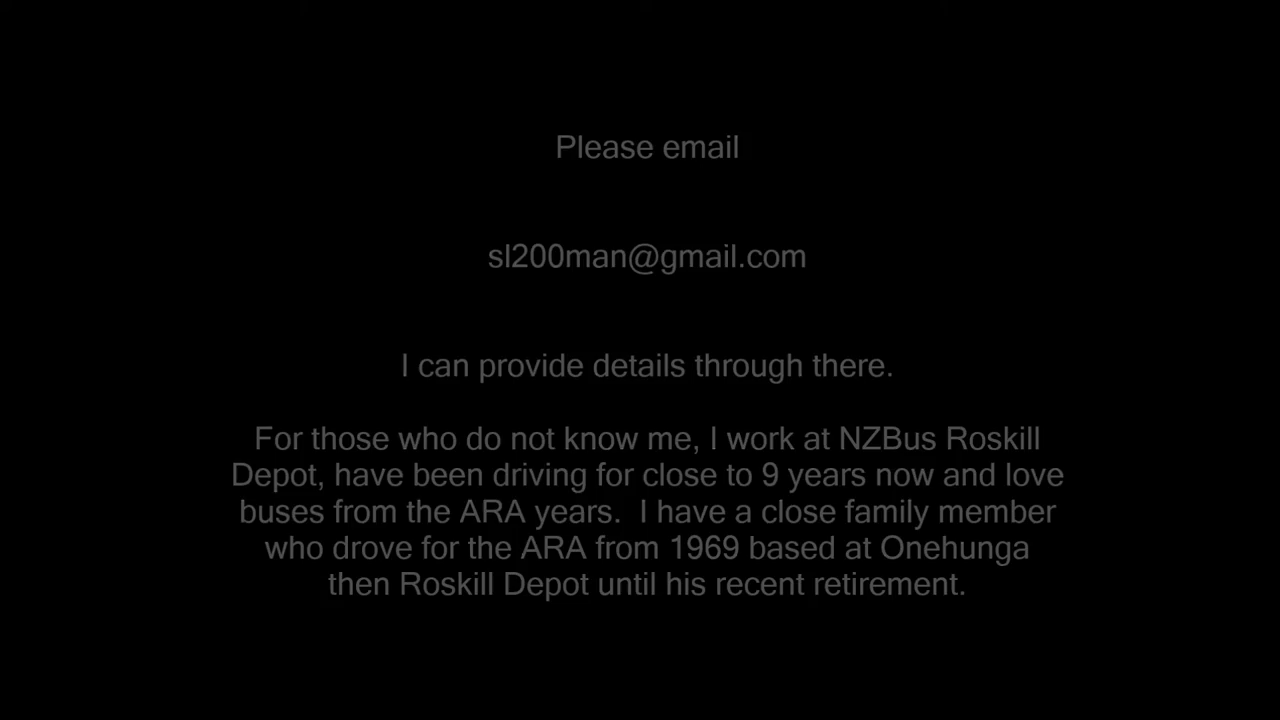 Please email
sl200man@gmail.com
I can provide details through there.
For those who do not know me, I work at NZBus Roskill
Depot, have been driving for close to 9 years now and love
buses from the ARA years.  I have a close family member
who drove for the ARA from 1969 based at Onehunga
then Roskill Depot until his recent retirement.